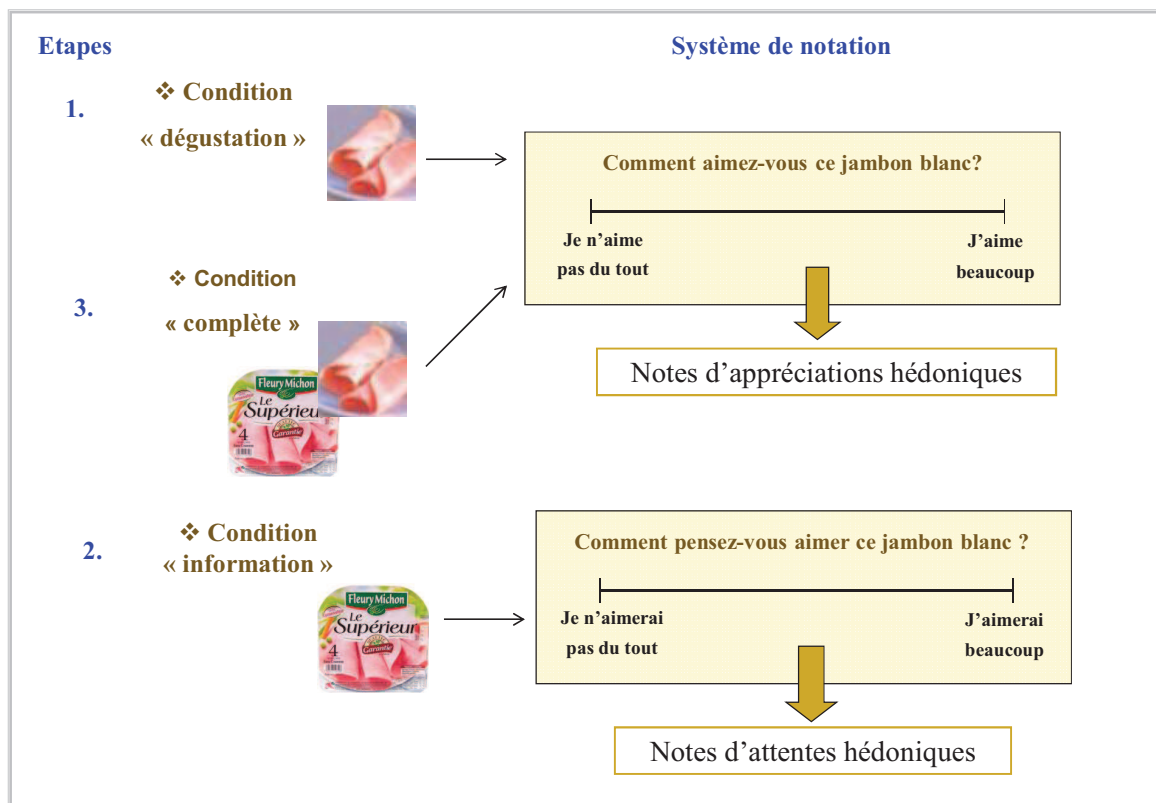 Etapes
Système de notation
1.
❖ Condition
« dégustation »
Comment aimez-vous ce jambon blanc?
Je n’aime
pas du tout
J’aime
beaucoup
3.
❖ Condition
« complète »
Fleury Michon
Le
Supérieur
Garantie
4
Notes d’appréciations hédoniques
2.
❖ Condition
« information »
Fleury Michon
Le
Supérieur
Garantie
4
Comment pensez-vous aimer ce jambon blanc ?
Je n’aimerai
pas du tout
J’aimerai
beaucoup
Notes d’attentes hédoniques